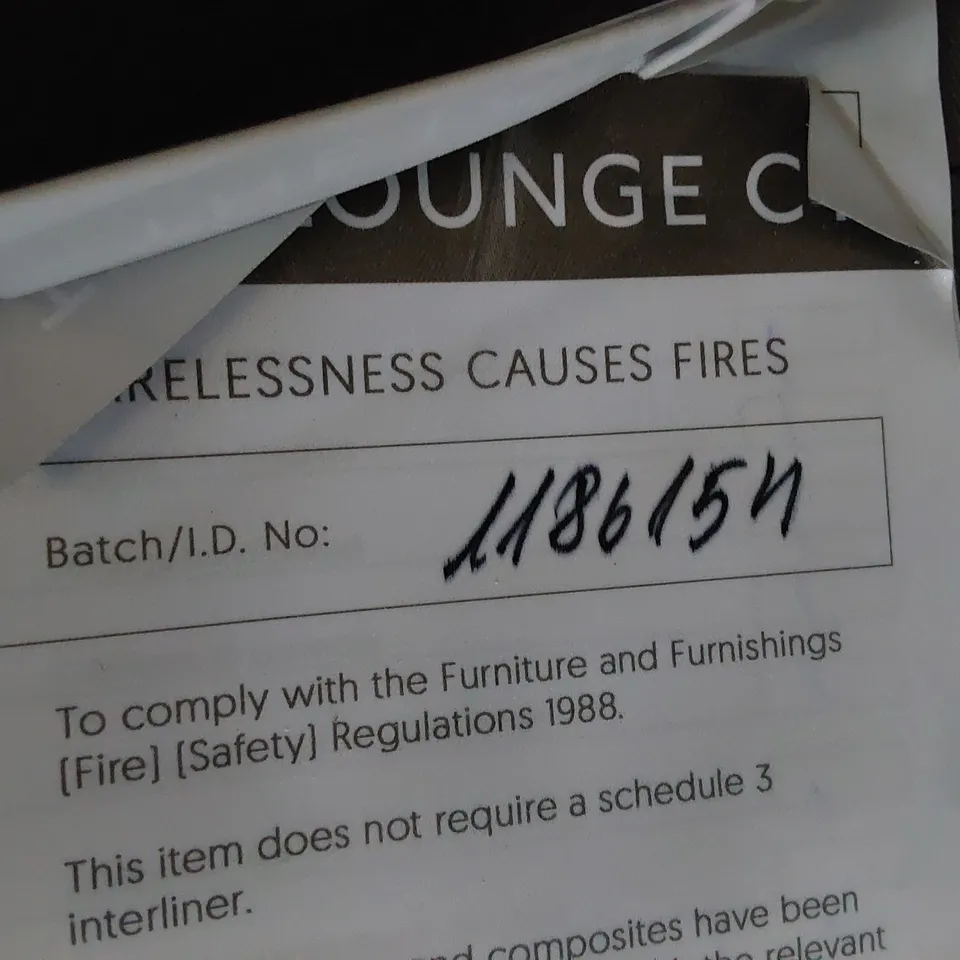 OUNGE C
RELESSNESS CAUSES FIRES
Batch/I.D. No: 1186154
To comply with the Furniture and Furnishings
[Fire] [Safety] Regulations 1988.
This item does not require a schedule 3
interliner.
composites have been
the relevant